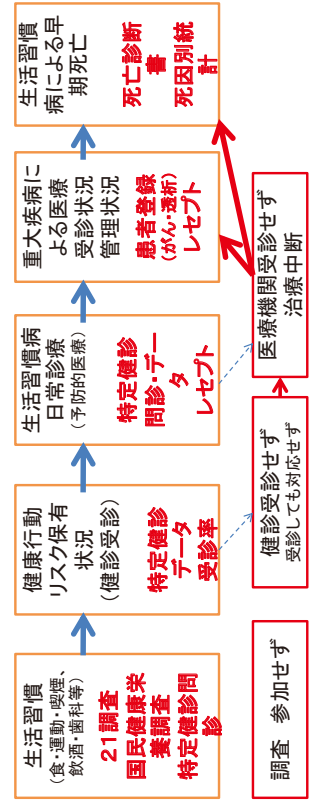 生活習慣
(食・運動・喫煙、
飲酒・歯科等)
21調査
国民健康栄
養調査
特定健診問
診
健康行動
リスク保有
状況
(健診受診)
特定健診
データ
受診率
生活習慣病
日常診療
(予防的医療)
特定健診
問診・デー
タ
レセプト
重大疾病に
よる医療
受診状況
管理状況
患者登録
(がん・透析)
レセプト
生活習慣
病による早
期死亡
死亡診断
書
死因別統
計
調査 参加せず
健診受診せず
受診しても対応せず
医療機関受診せず
治療中断